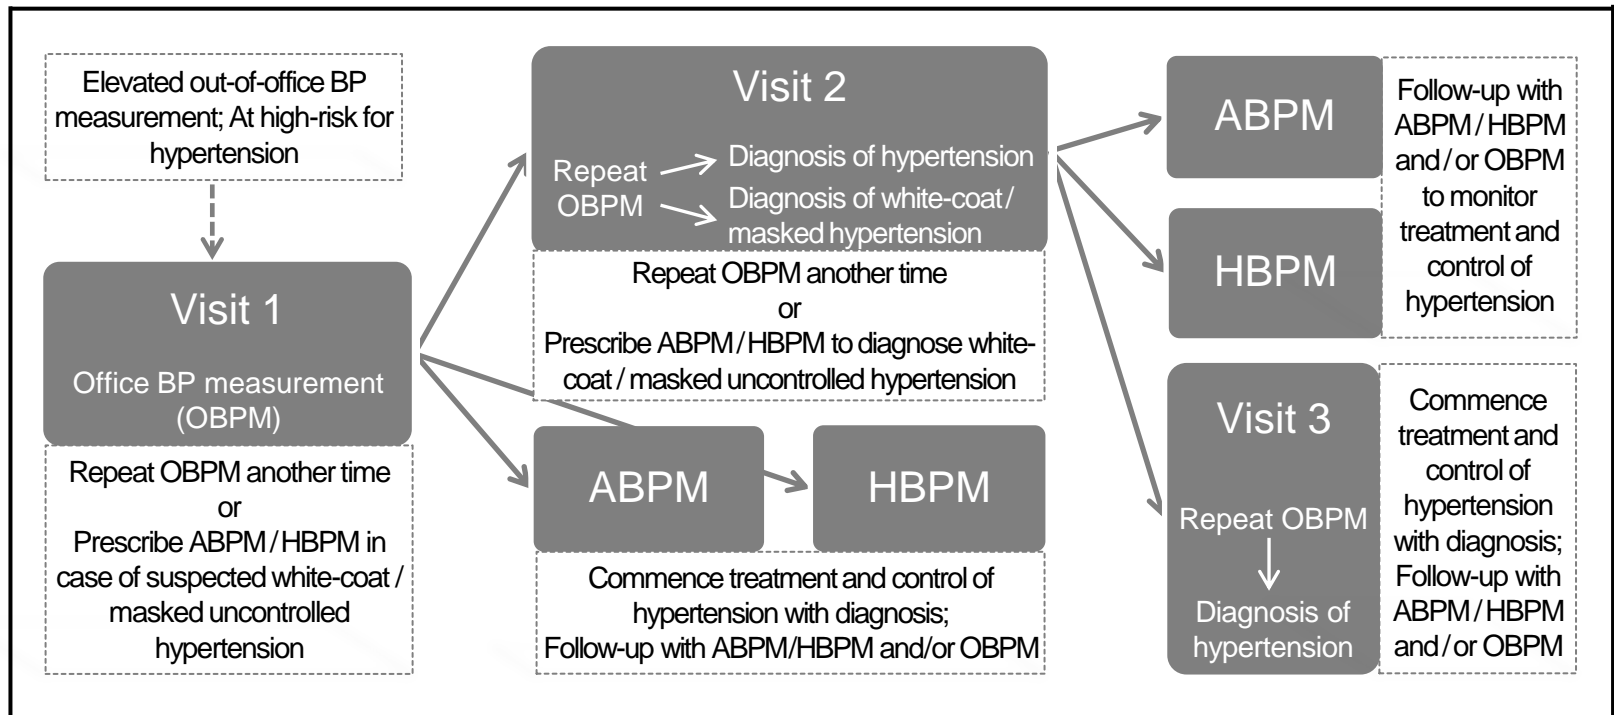 Elevated out-of-office BP
measurement; At high-risk for
hypertension
Visit 1
Office BP measurement
(OBPM)
Repeat OBPM another time
or
Prescribe ABPM / HBPM in
case of suspected white-coat /
masked uncontrolled
hypertension
Visit 2
Repeat
OBPM
Diagnosis of hypertension
Diagnosis of white-coat /
masked hypertension
Repeat OBPM another time
or
Prescribe ABPM / HBPM to diagnose white-
coat / masked uncontrolled hypertension
ABPM
HBPM
Commence treatment and control of
hypertension with diagnosis;
Follow-up with ABPM/HBPM and/or OBPM
ABPM
HBPM
Follow-up with
ABPM / HBPM
and / or OBPM
to monitor
treatment and
control of
hypertension
Visit 3
Repeat OBPM
Diagnosis of
hypertension
Commence
treatment and
control of
hypertension
with diagnosis;
Follow-up with
ABPM / HBPM
and / or OBPM